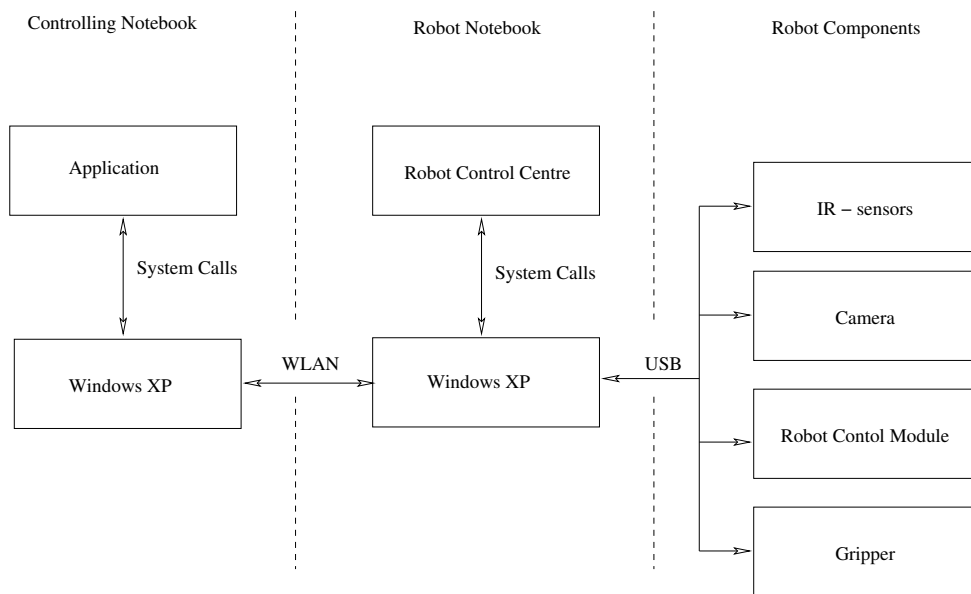 Controlling Notebook
Robot Notebook
Robot Components
Application
Robot Control Centre
IR − sensors
System Calls
System Calls
Camera
Windows XP
WLAN
Windows XP
USB
Robot Contol Module
Gripper